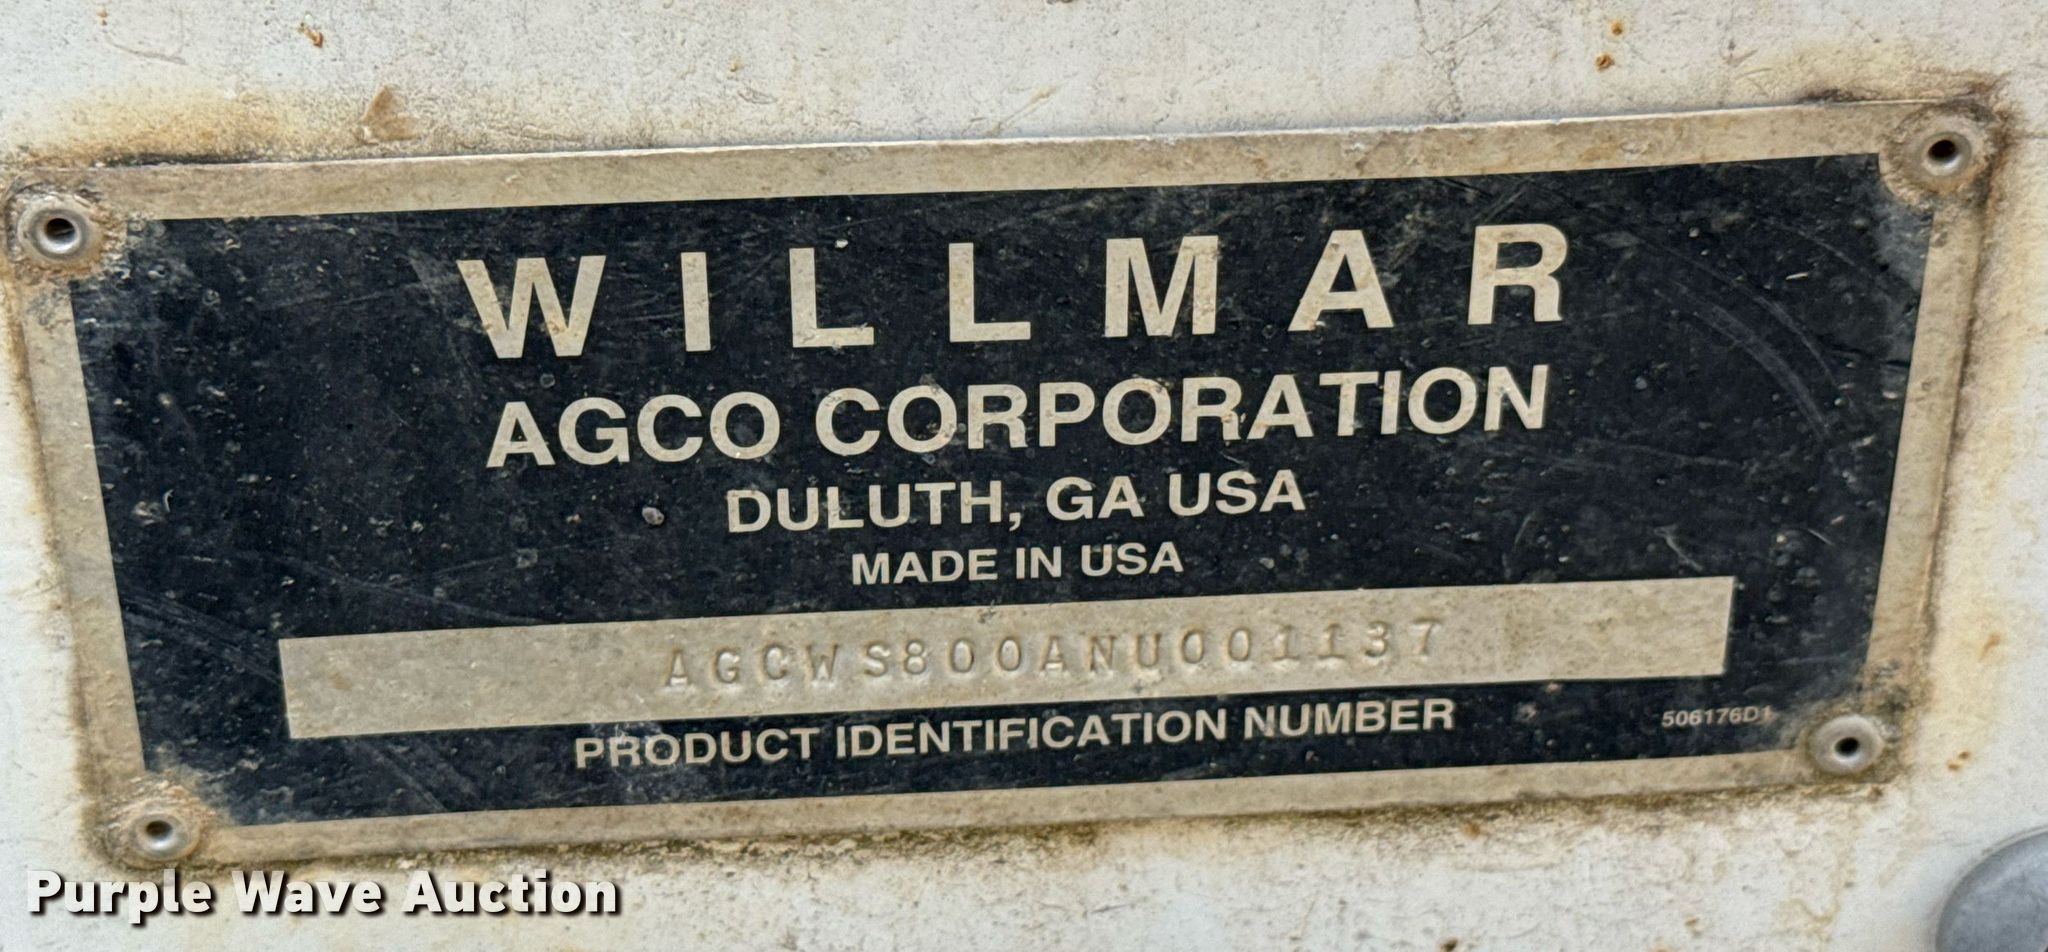 WILLMAR
AGCO CORPORATION
DULUTH, GA USA
MADE IN USA
AGCWS800ANU001137
PRODUCT IDENTIFICATION NUMBER
506176D1
Purple Wave Auction